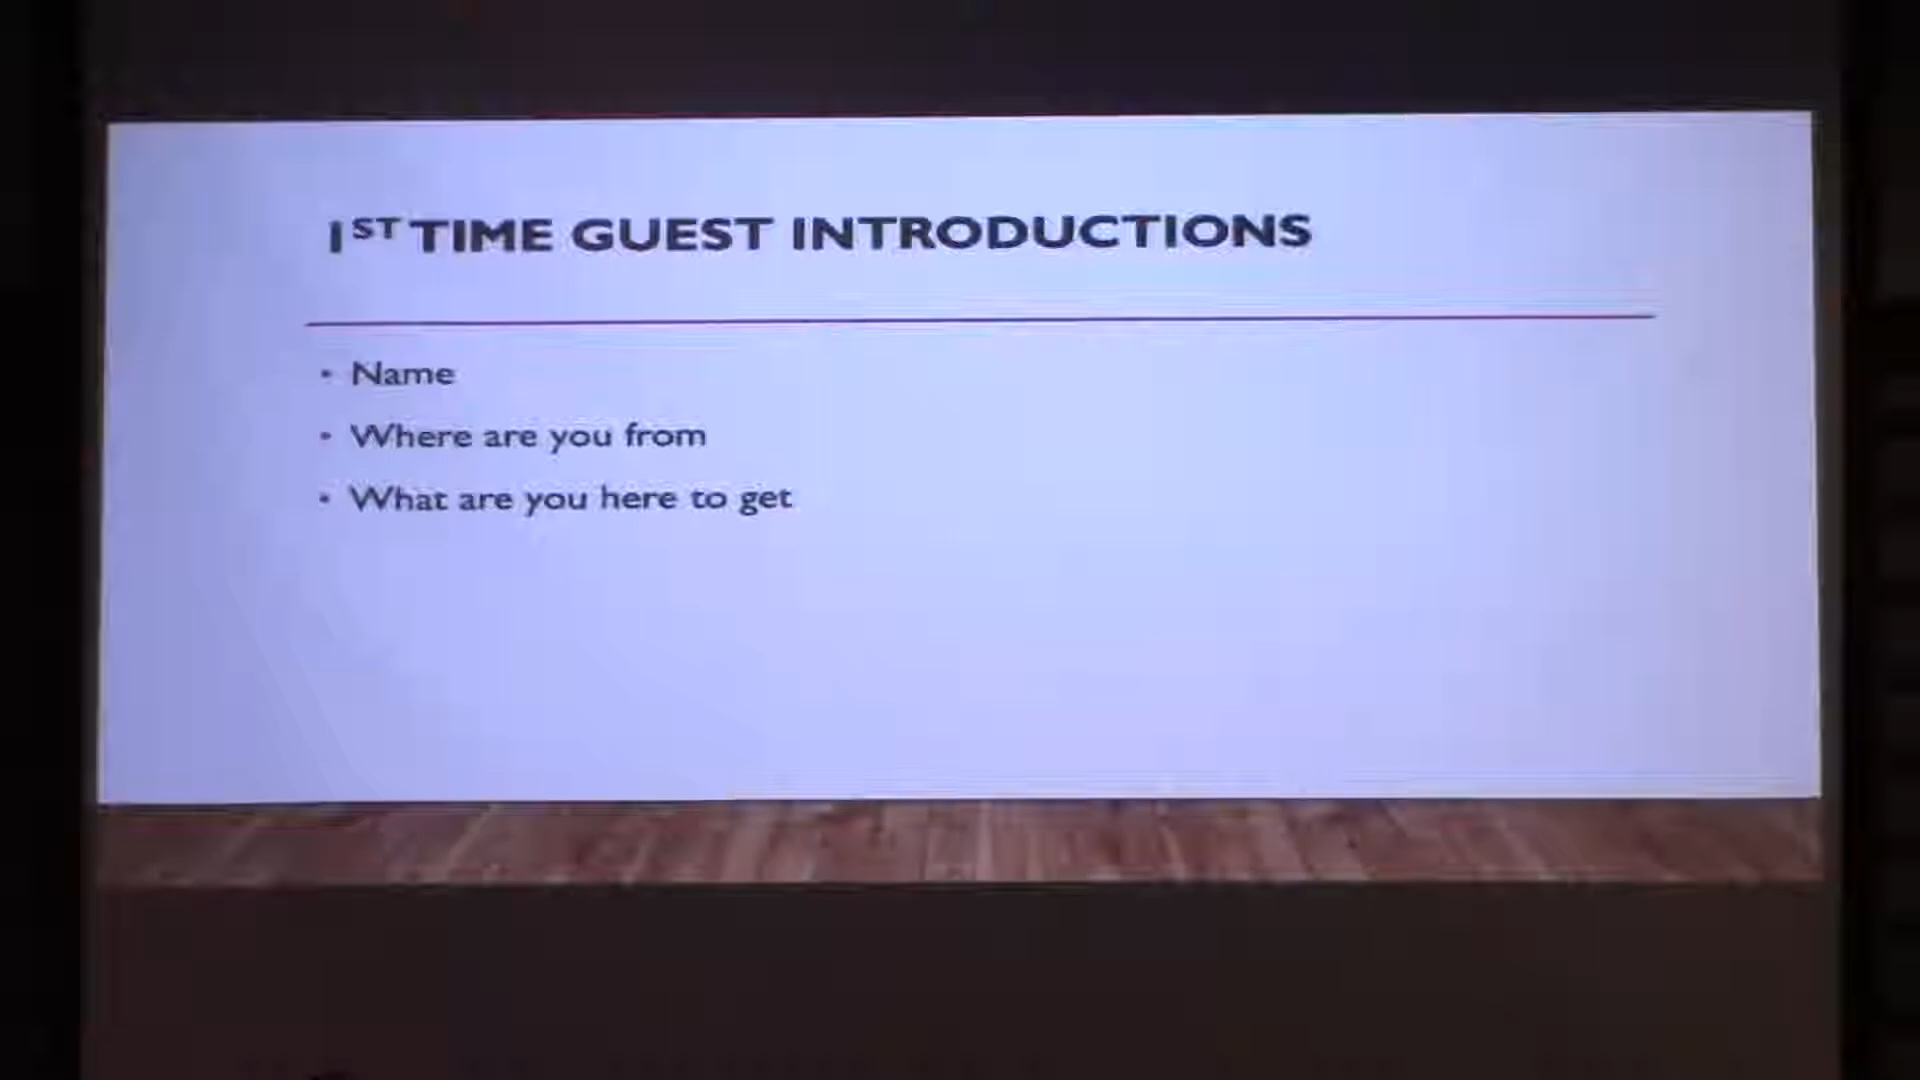 1ST TIME GUEST INTRODUCTIONS
• Name
• Where are you from
• What are you here to get